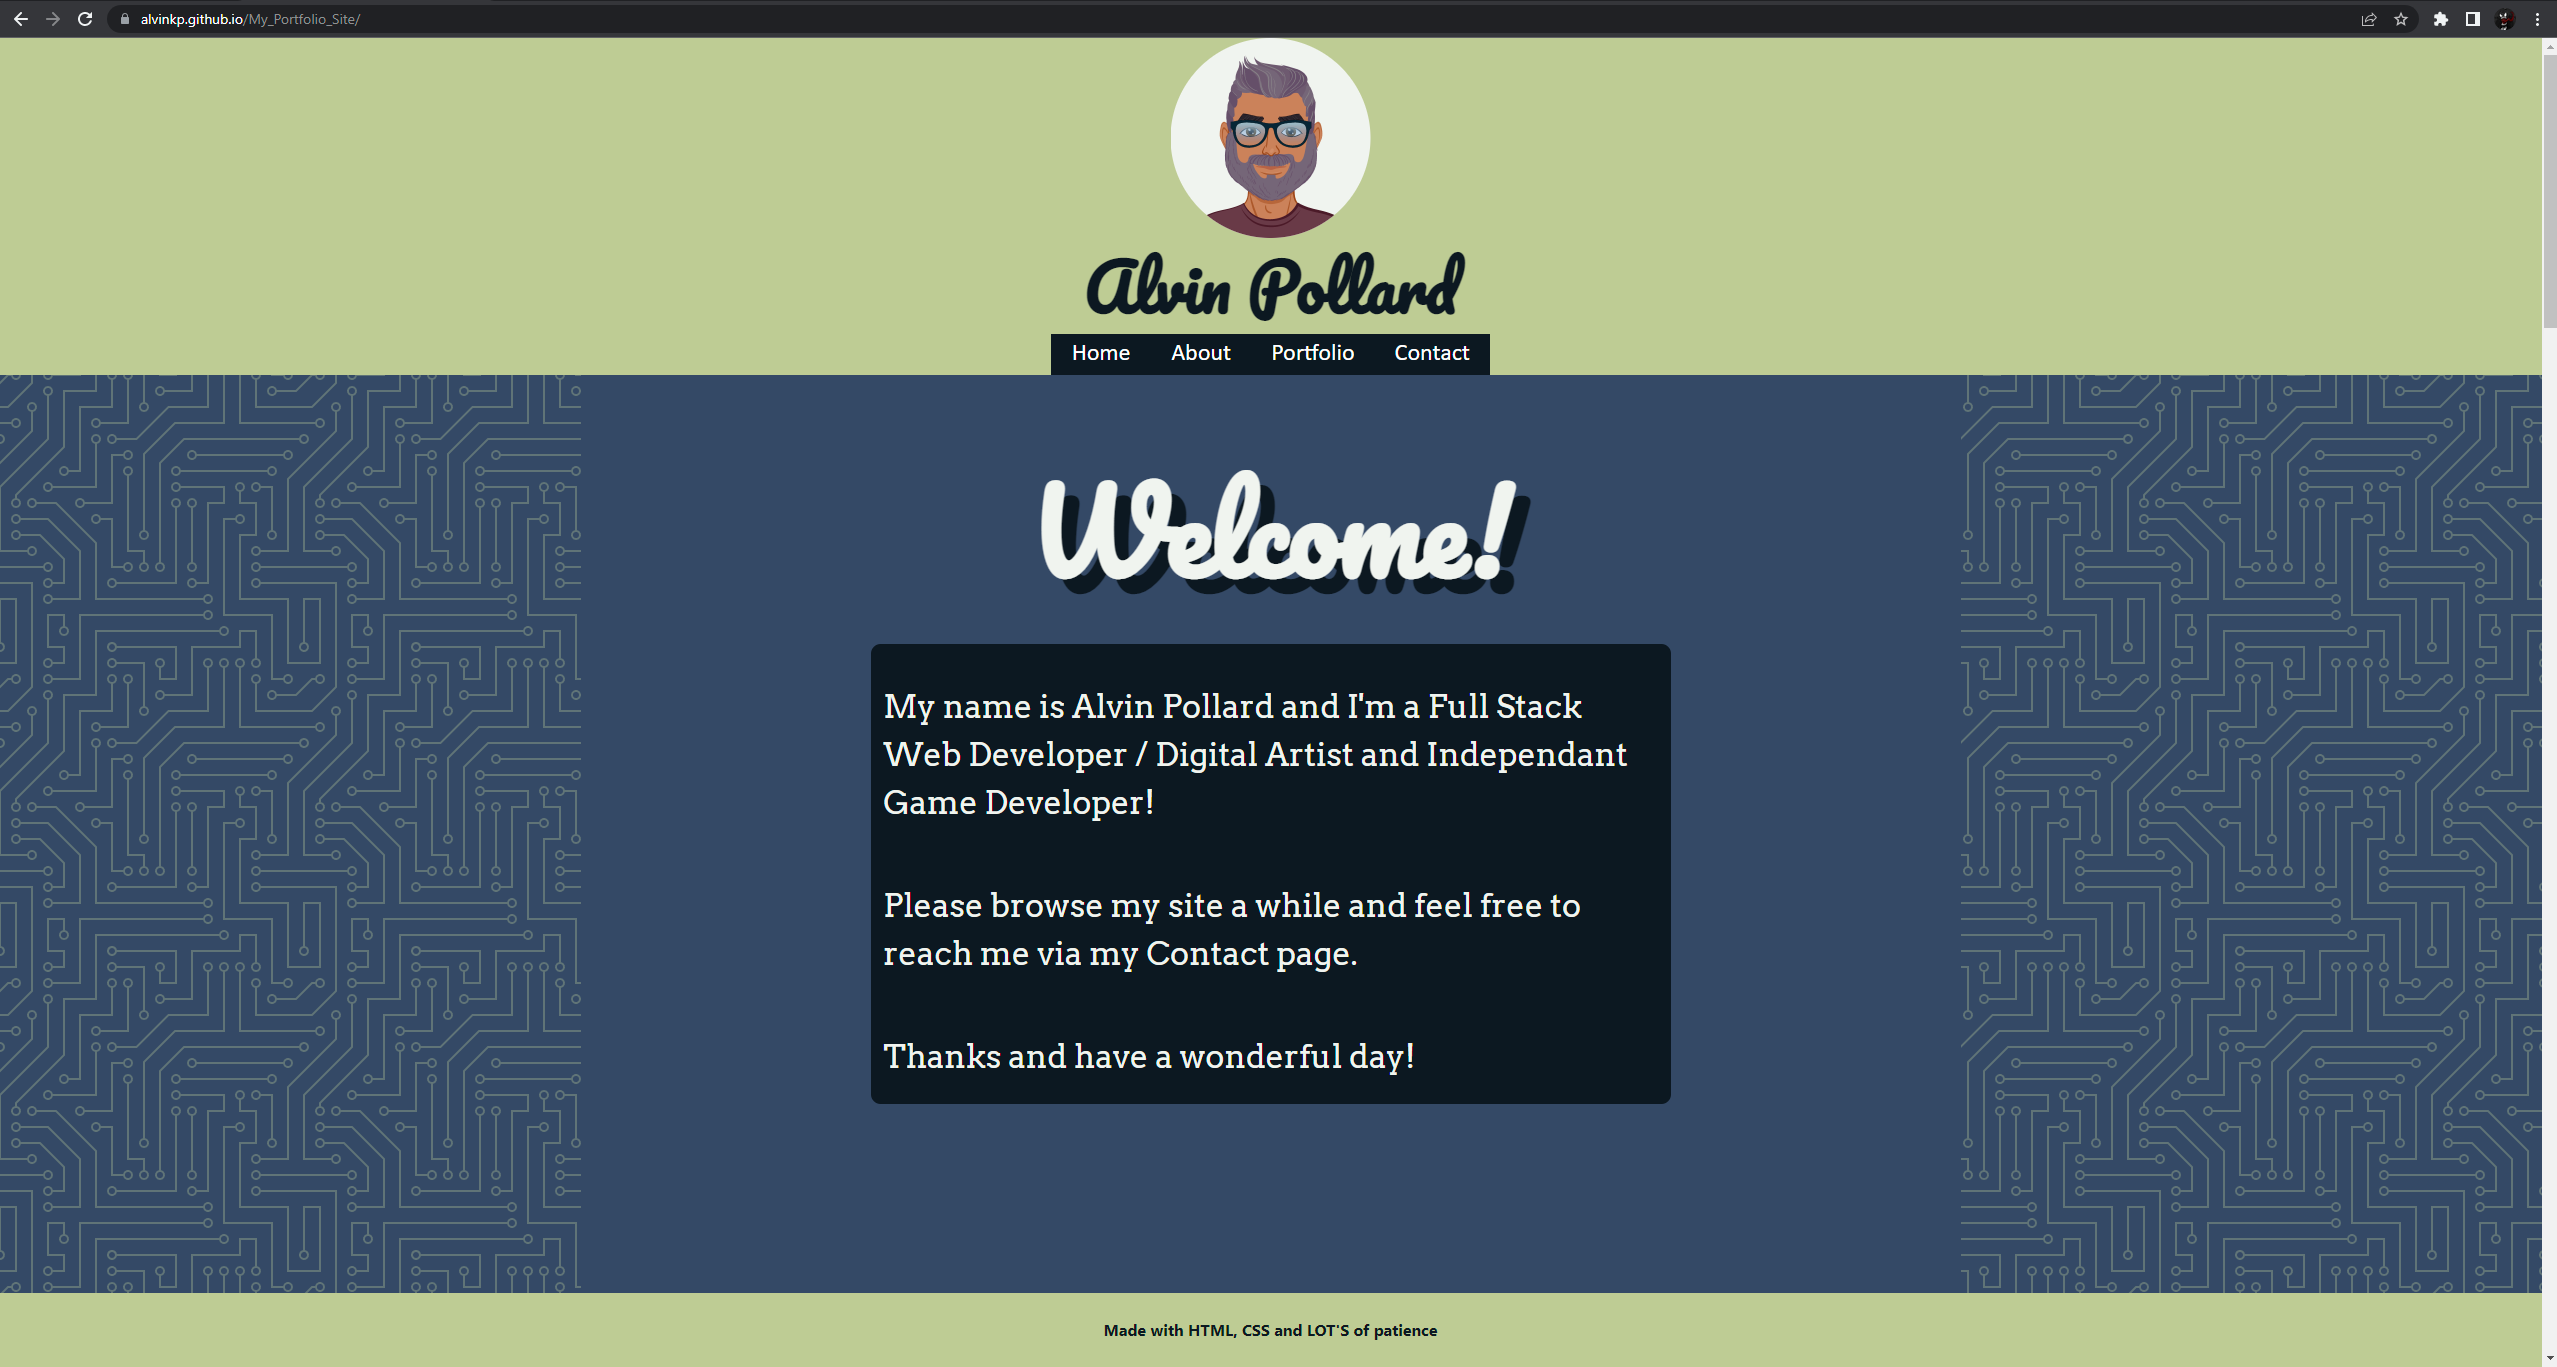 alvinkp.github.io/My_Portfolio_Site/
Alvin Pollard
Home About Portfolio Contact
Welcome!
My name is Alvin Pollard and I'm a Full Stack
Web Developer / Digital Artist and Independant
Game Developer!
Please browse my site a while and feel free to
reach me via my Contact page.
Thanks and have a wonderful day!
Made with HTML, CSS and LOT'S of patience